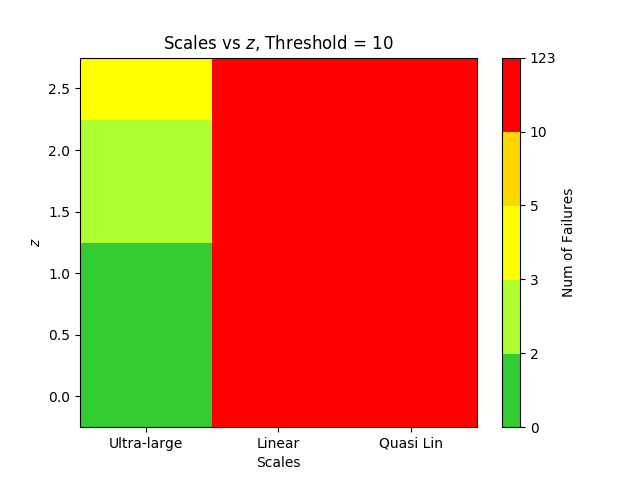 Scales vs z, Threshold = 10
2.5
2.0
1.5
1.0
0.5
0.0
z
Ultra-large Linear Quasi Lin
Scales
123
10
5
3
2
0
Num of Failures